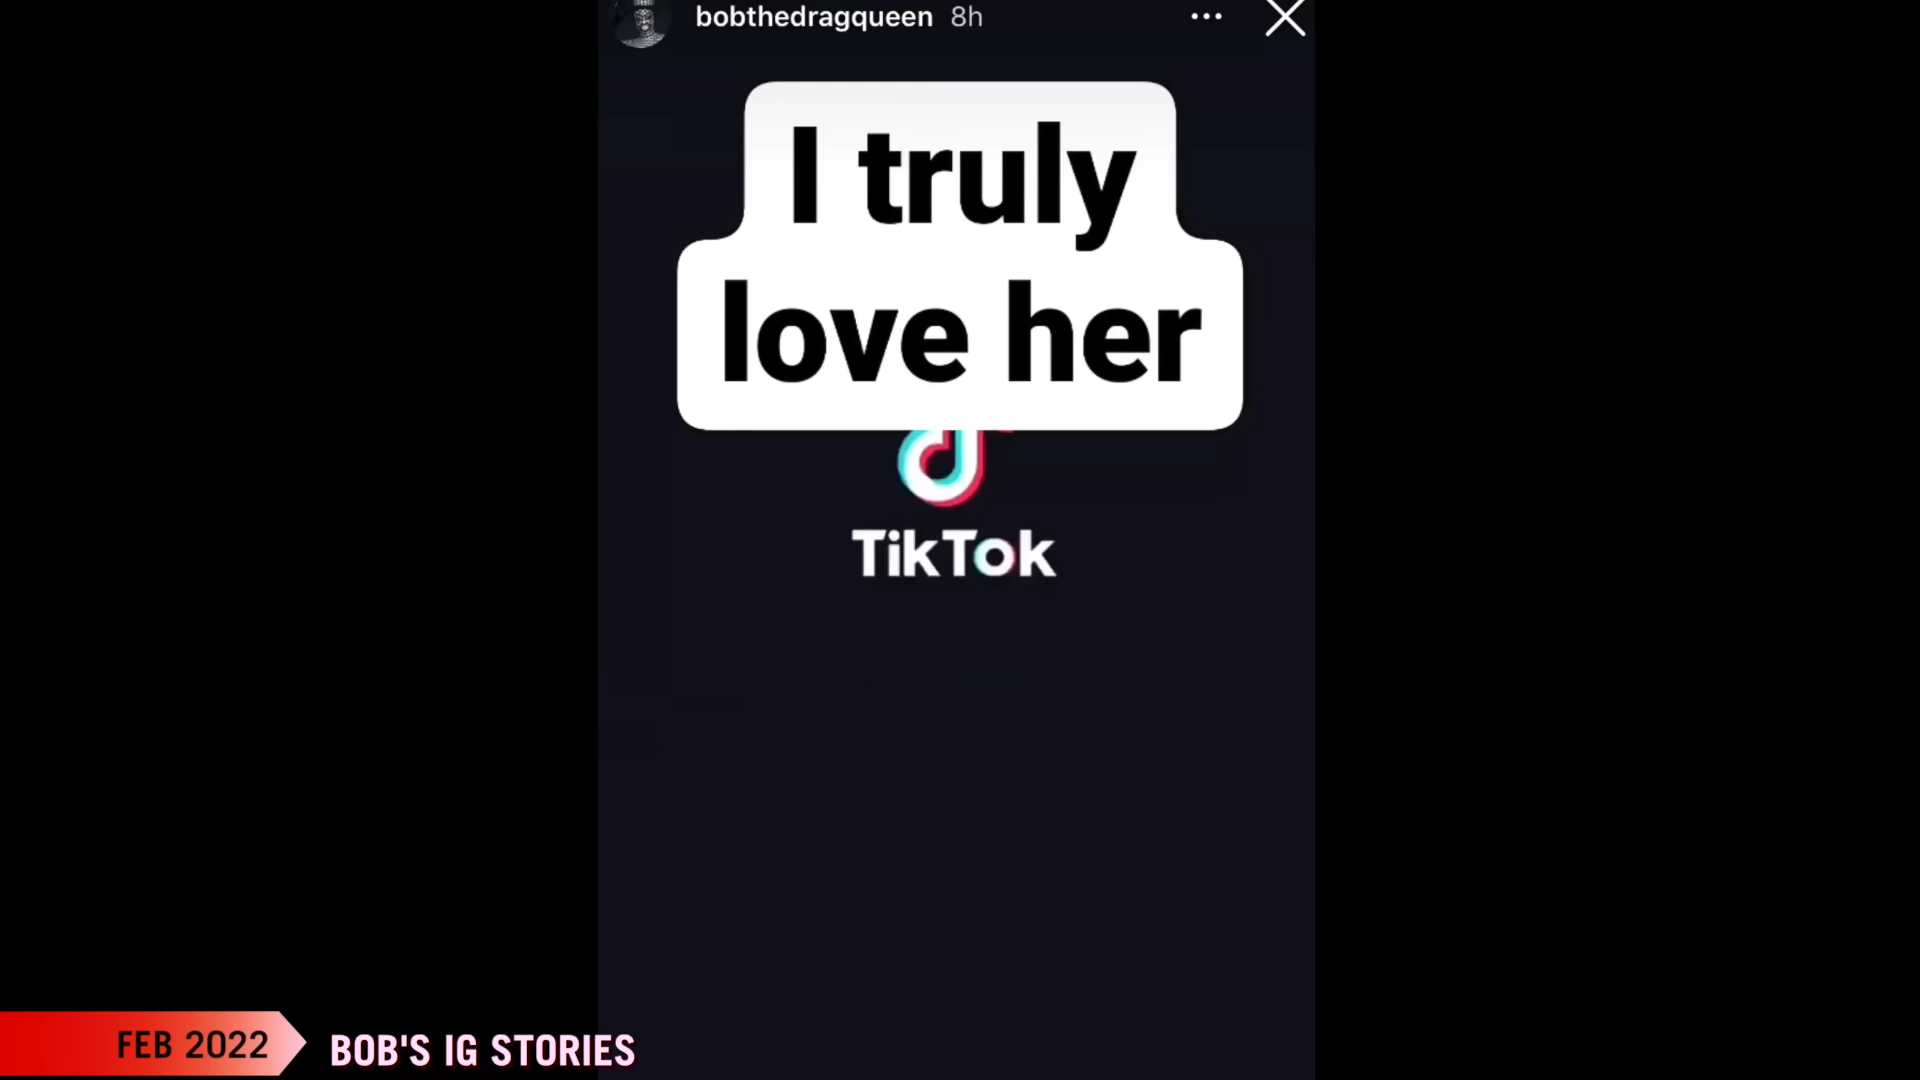 bobthedragqueen 8h
I truly
love her
TikTok
FEB 2022
BOB'S IG STORIES